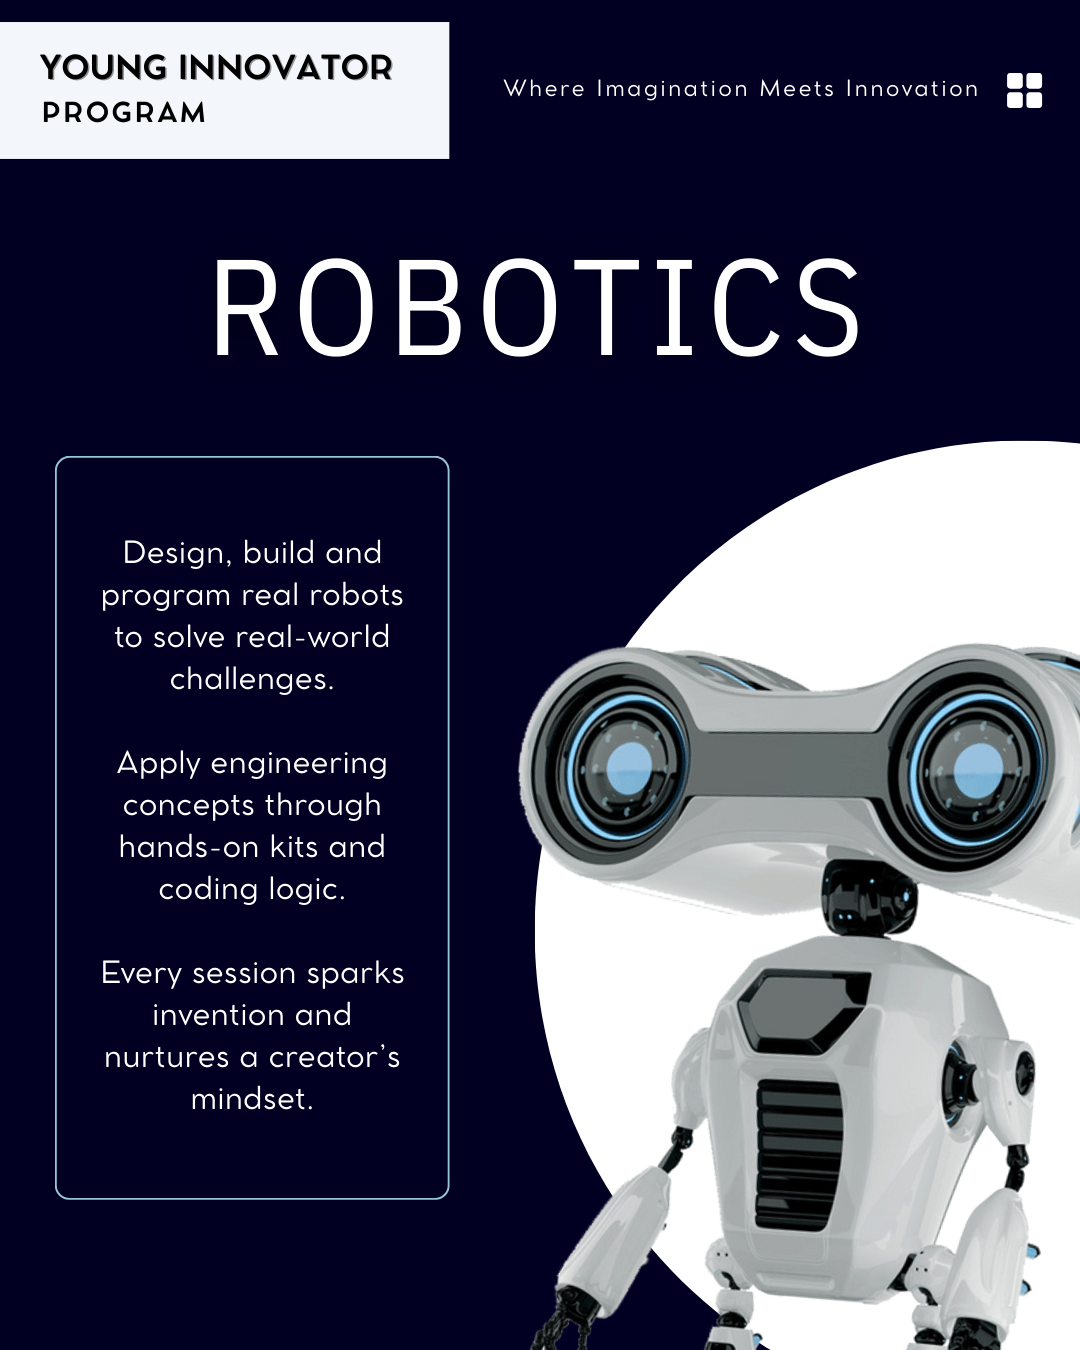 YOUNG INNOVATOR
PROGRAM
Where Imagination Meets Innovation
ROBOTICS
Design, build and
program real robots
to solve real-world
challenges.
Apply engineering
concepts through
hands-on kits and
coding logic.
Every session sparks
invention and
nurtures a creator’s
mindset.